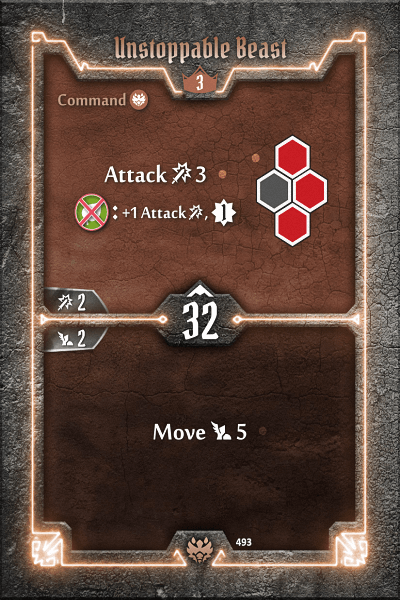 Unstoppable Beast
3
Command
Attack 3
: +1 Attack, 1
2
32
2
Move 5
493